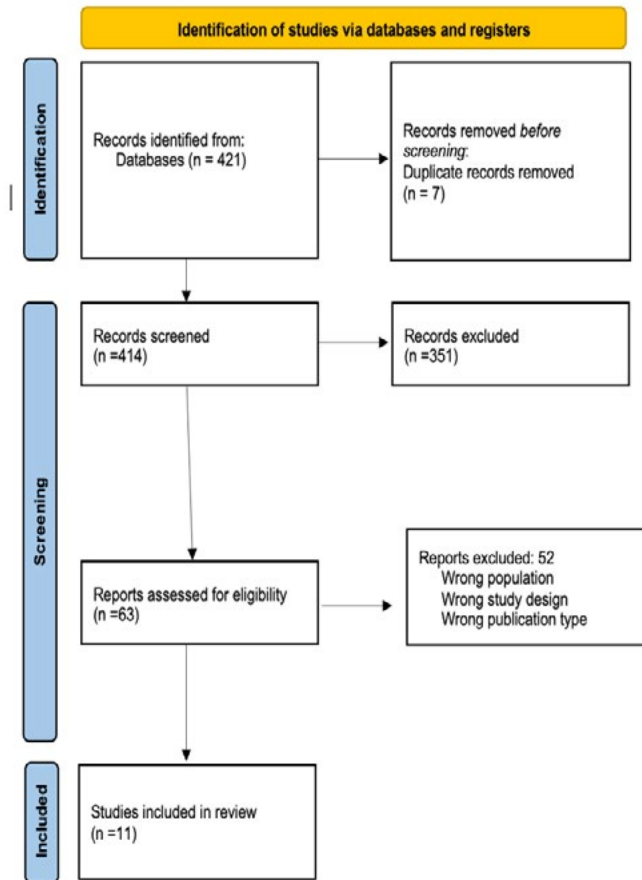 Identification of studies via databases and registers
Identification
Records identified from:
Databases (n = 421)
Records removed before
screening:
Duplicate records removed
(n = 7)
Screening
Records screened
(n =414)
Records excluded
(n =351)
Reports assessed for eligibility
(n =63)
Reports excluded: 52
Wrong population
Wrong study design
Wrong publication type
Included
Studies included in review
(n =11)